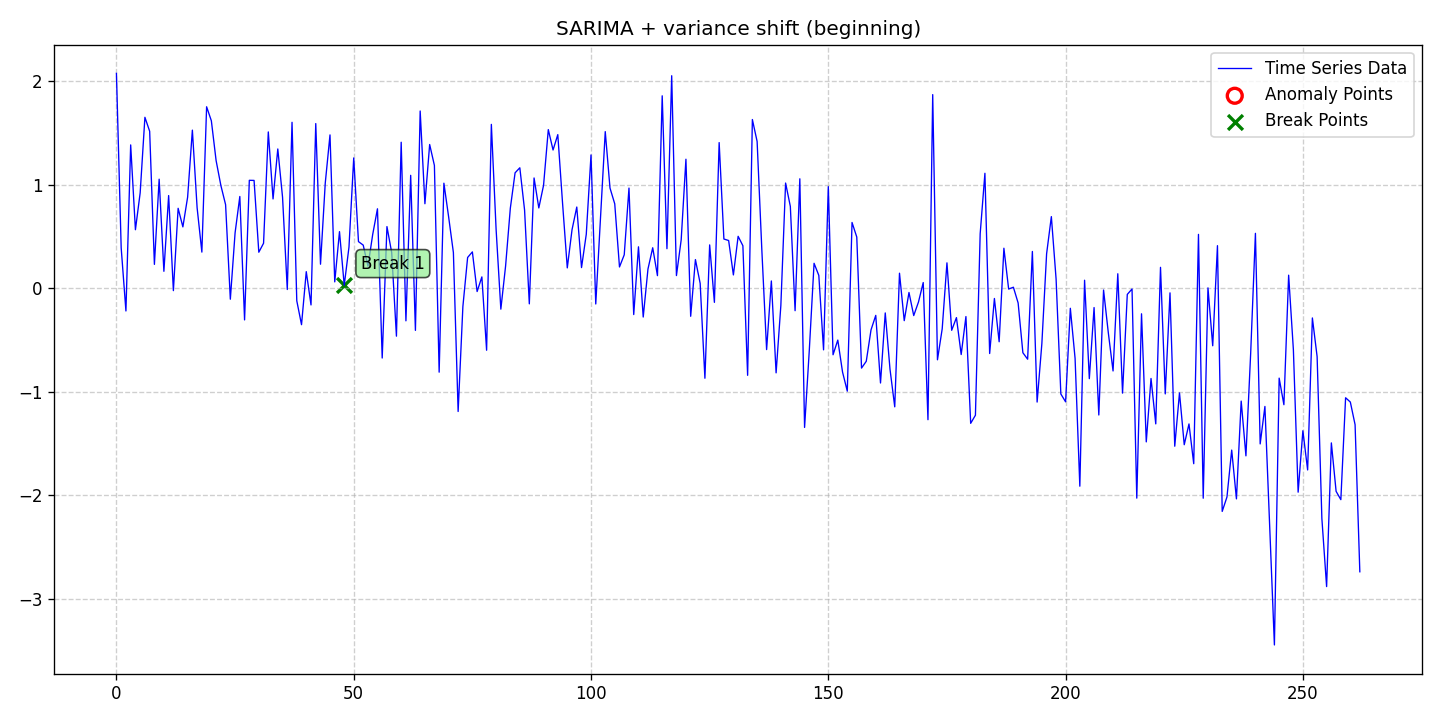 SARIMA + variance shift (beginning)
Time Series Data
Anomaly Points
Break Points
Break 1
2
1
0
−1
−2
−3
0 50 100 150 200 250